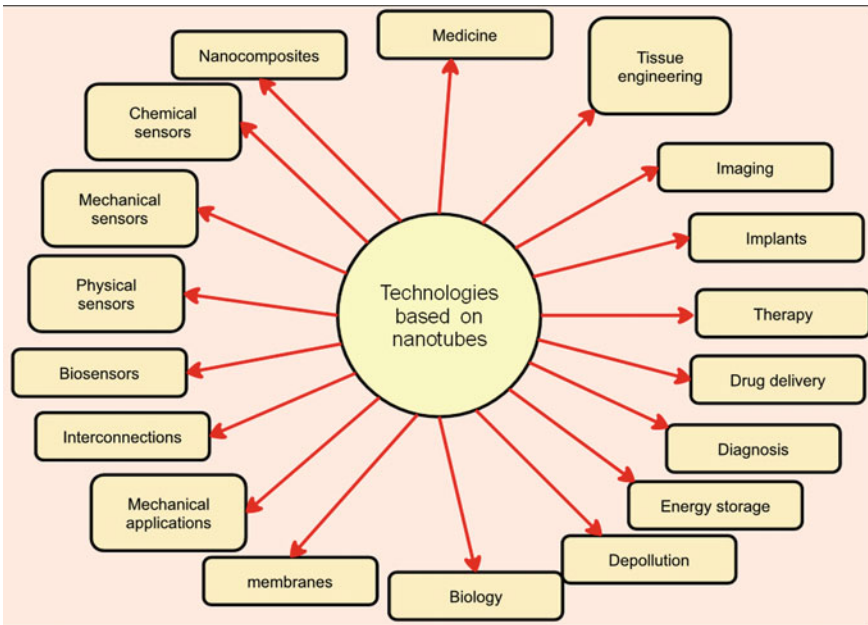 Medicine
Tissue
engineering
Nanocomposites
Chemical
sensors
Imaging
Mechanical
sensors
Implants
Physical
sensors
Technologies
based on
nanotubes
Therapy
Biosensors
Drug delivery
Interconnections
Diagnosis
Mechanical
applications
Energy storage
Depollution
membranes
Biology